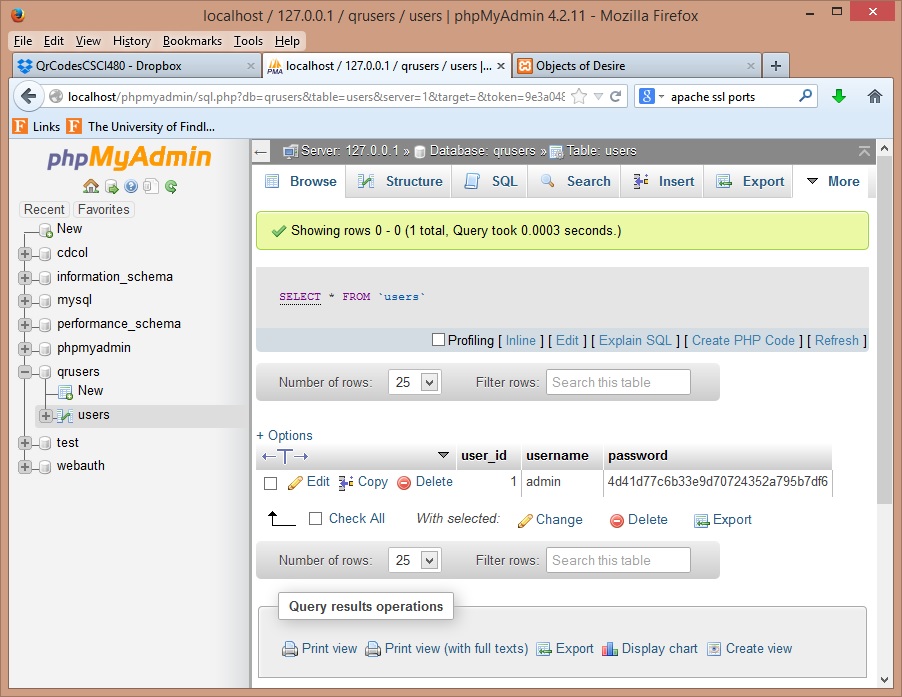 localhost / 127.0.0.1 / qrusers / users | phpMyAdmin 4.2.11 - Mozilla Firefox
File Edit View History Bookmarks Tools Help
QrCodesCSCI480 - Dropbox × localhost / 127.0.0.1 / qrusers / users |... × Objects of Desire × +
localhost/phpmyadmin/sql.php?db=qrusers&table=users&server=1&target=&token=9e3a048 apache ssl ports
Links The University of Findl...
phpMyAdmin
Recent Favorites
New
cdcol
information_schema
mysql
performance_schema
phpmyadmin
qrusers
New
users
test
webauth
Server: 127.0.0.1 » Database: qrusers » Table: users
Browse Structure SQL Search Insert Export More
Showing rows 0 - 0 (1 total, Query took 0.0003 seconds.)
SELECT * FROM `users`
Profiling [ Inline ] [ Edit ] [ Explain SQL ] [ Create PHP Code ] [ Refresh ]
Number of rows: 25 Filter rows: Search this table
+ Options
←T→ user_id username password
Edit Copy Delete 1 admin 4d41d77c6b33e9d70724352a795b7df6
Check All With selected: Change Delete Export
Number of rows: 25 Filter rows: Search this table
Query results operations
Print view Print view (with full texts) Export Display chart Create view